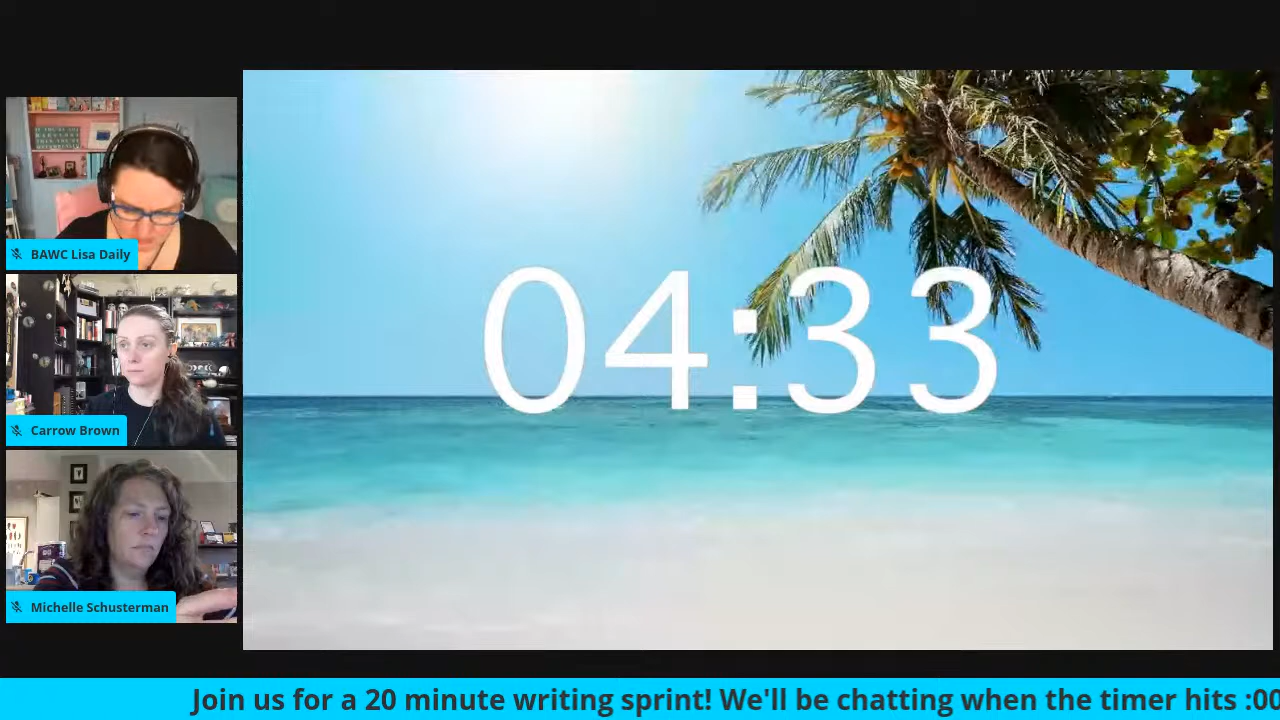 BAWC Lisa Daily
04:33
Carrow Brown
Michelle Schusterman
Join us for a 20 minute writing sprint! We'll be chatting when the timer hits :00